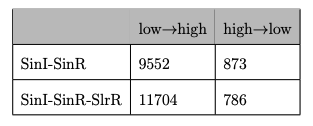 low→high high→low
SinI-SinR 9552 873
SinI-SinR-SlrR 11704 786